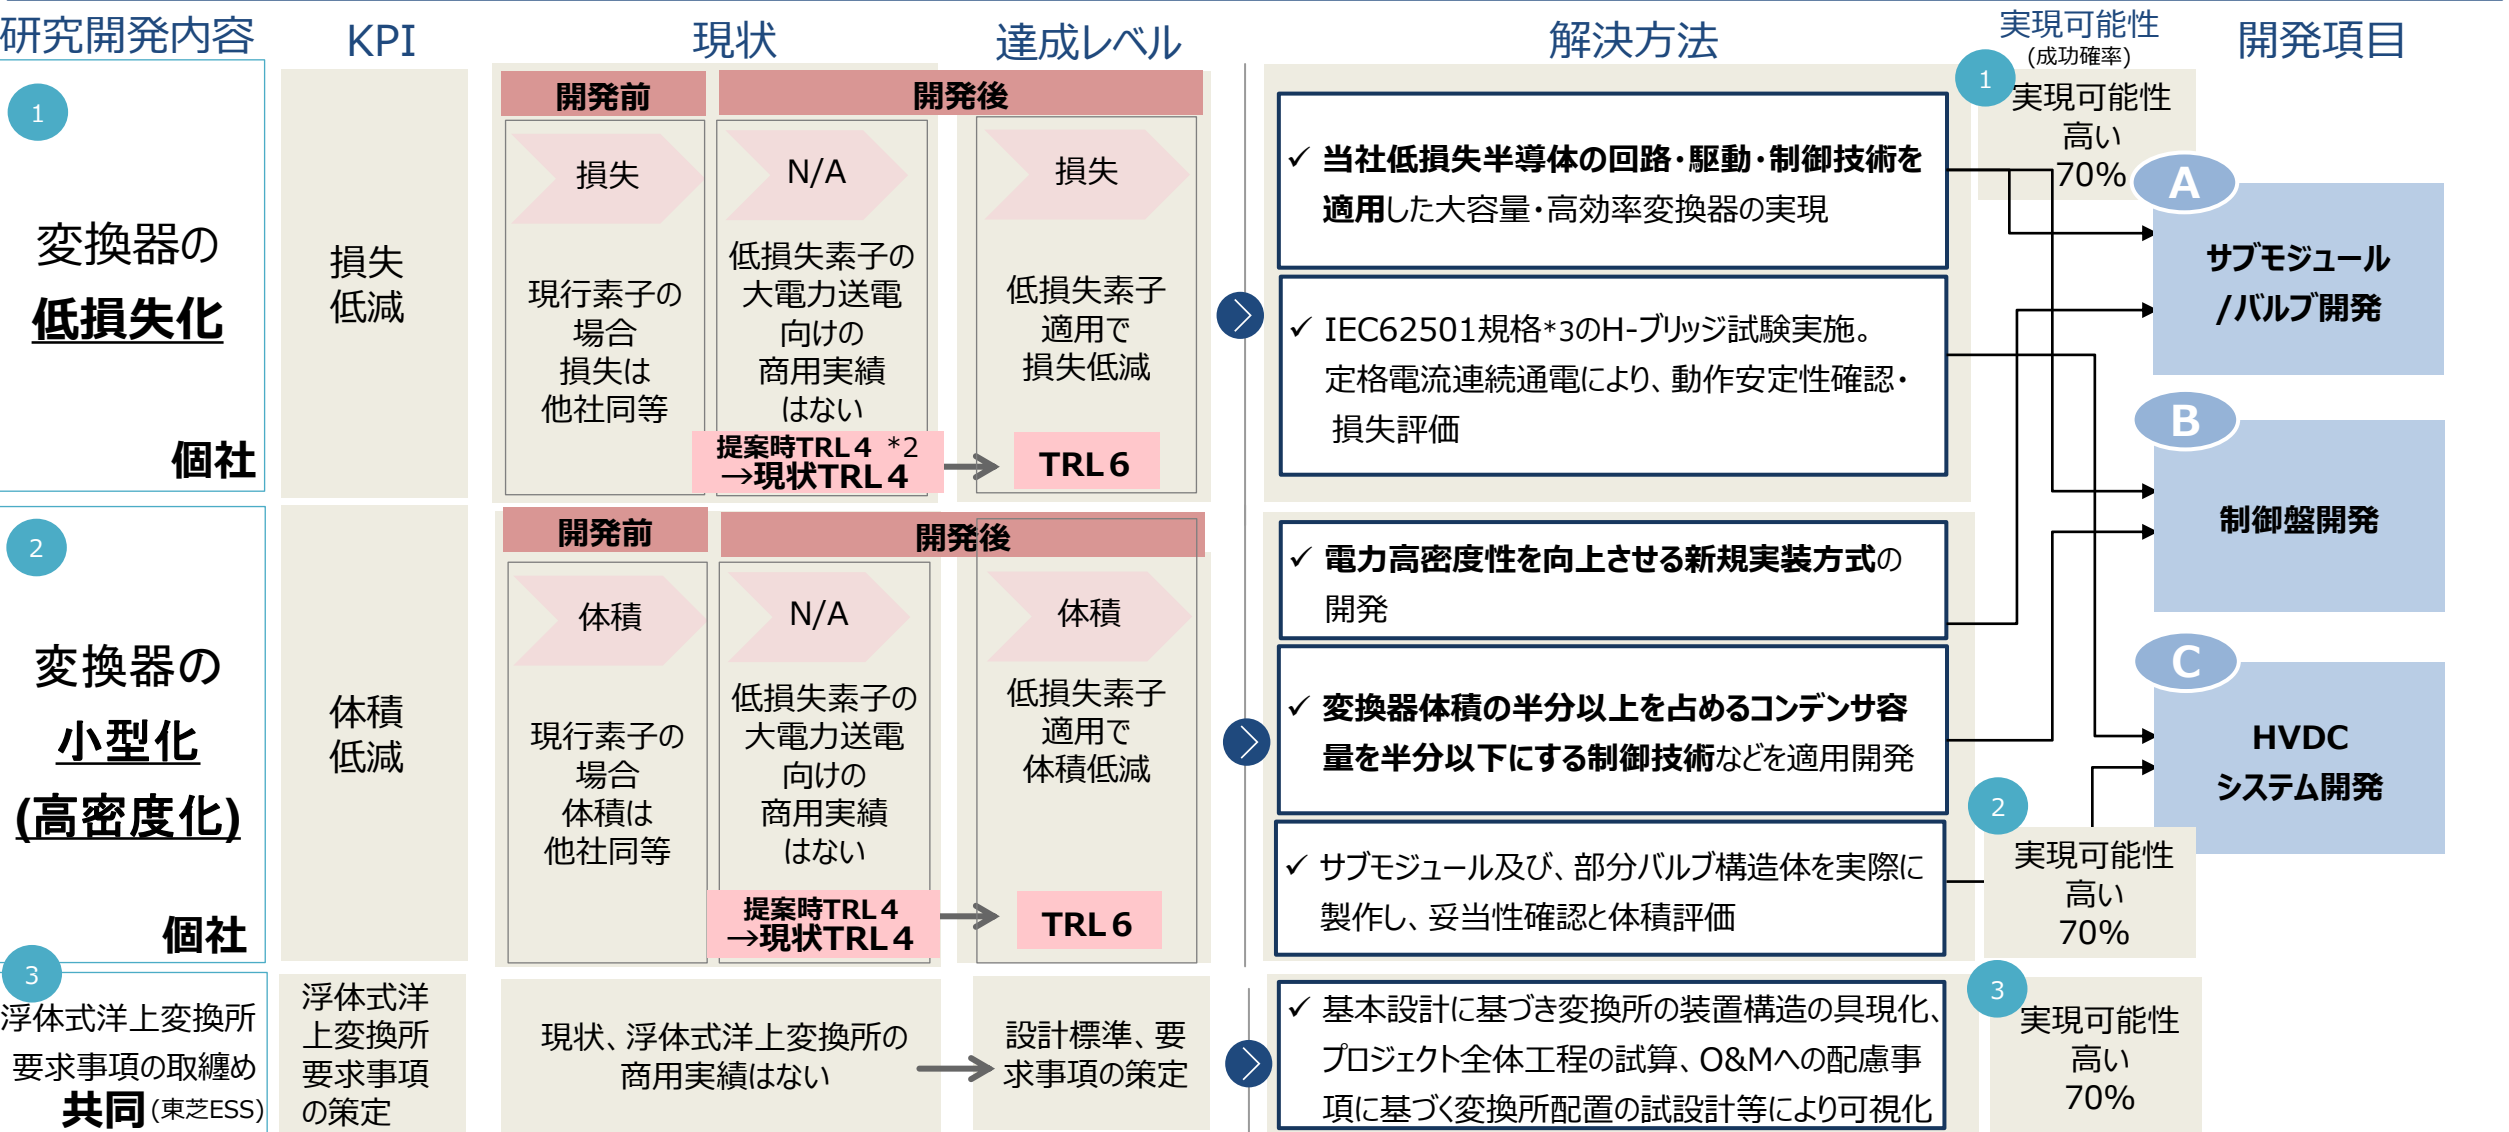 研究開発内容
KPI
現状
達成レベル
解決方法
実現可能性
(成功確率)
開発項目
1
変換器の
低損失化
個社
損失
低減
開発前
開発後
損失
現行素子の
場合
損失は
他社同等
N/A
低損失素子の
大電力送電
向けの
商用実績
はない
提案時TRL4 *2
→現状TRL4
損失
低損失素子
適用で
損失低減
TRL6
✓ 当社低損失半導体の回路・駆動・制御技術を
適用した大容量・高効率変換器の実現
✓ IEC62501規格*3のH-ブリッジ試験実施。
定格電流連続通電により、動作安定性確認・
損失評価
1
実現可能性
高い
70%
A
サブモジュール
/バルブ開発
B
制御盤開発
C
HVDC
システム開発
2
変換器の
小型化
(高密度化)
個社
体積
低減
開発前
開発後
体積
現行素子の
場合
体積は
他社同等
N/A
低損失素子の
大電力送電
向けの
商用実績
はない
提案時TRL4
→現状TRL4
体積
低損失素子
適用で
体積低減
TRL6
✓ 電力高密度性を向上させる新規実装方式の
開発
✓ 変換器体積の半分以上を占めるコンデンサ容
量を半分以下にする制御技術などを適用開発
✓ サブモジュール及び、部分バルブ構造体を実際に
製作し、妥当性確認と体積評価
2
実現可能性
高い
70%
3
浮体式洋上変換所
要求事項の取纏め
共同(東芝ESS)
浮体式洋
上変換所
要求事項
の策定
現状、浮体式洋上変換所の
商用実績はない
設計標準、要
求事項の策定
✓ 基本設計に基づき変換所の装置構造の具現化、
プロジェクト全体工程の試算、O&Mへの配慮事
項に基づく変換所配置の試設計等により可視化
3
実現可能性
高い
70%